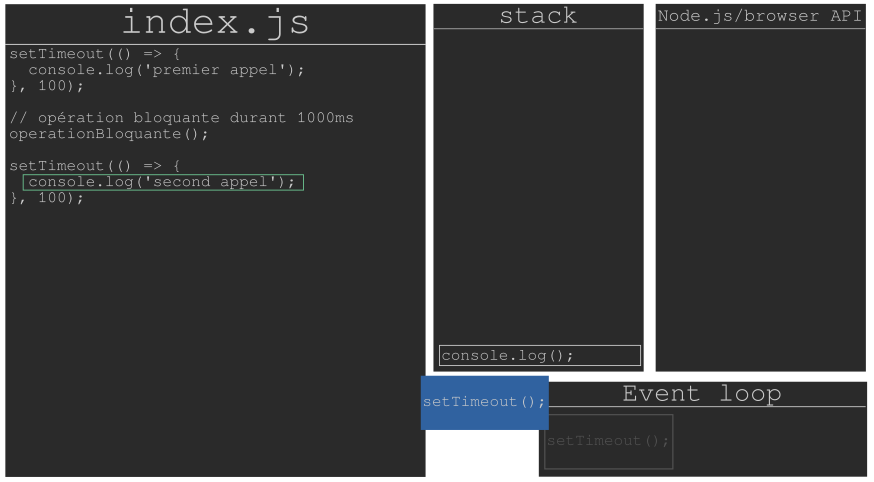 index.js
setTimeout(() => {
  console.log('premier appel');
}, 100);
// opération bloquante durant 1000ms
operationBloquante();
setTimeout(() => {
  console.log('second appel');
}, 100);
stack
console.log();
Node.js/browser API
setTimeout();
Event loop
setTimeout();